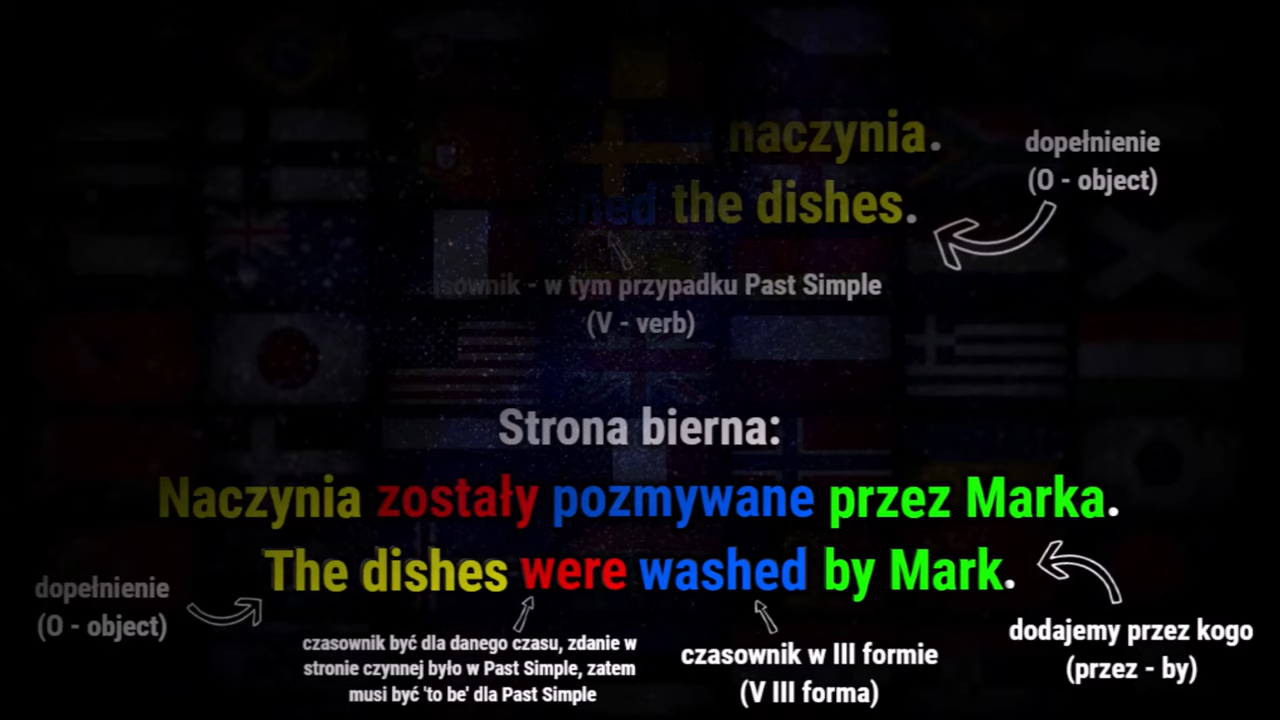 naczynia.
the dishes.
dopełnienie
(O - object)
w tym przypadku Past Simple
(V - verb)
Strona bierna:
Naczynia zostały pozmywane przez Marka.
The dishes were washed by Mark.
dopełnienie
(O - object)
czasownik być dla danego czasu, zdanie w
stronie czynnej było w Past Simple, zatem
musi być 'to be' dla Past Simple
czasownik w III formie
(V III forma)
dodajemy przez kogo
(przez - by)